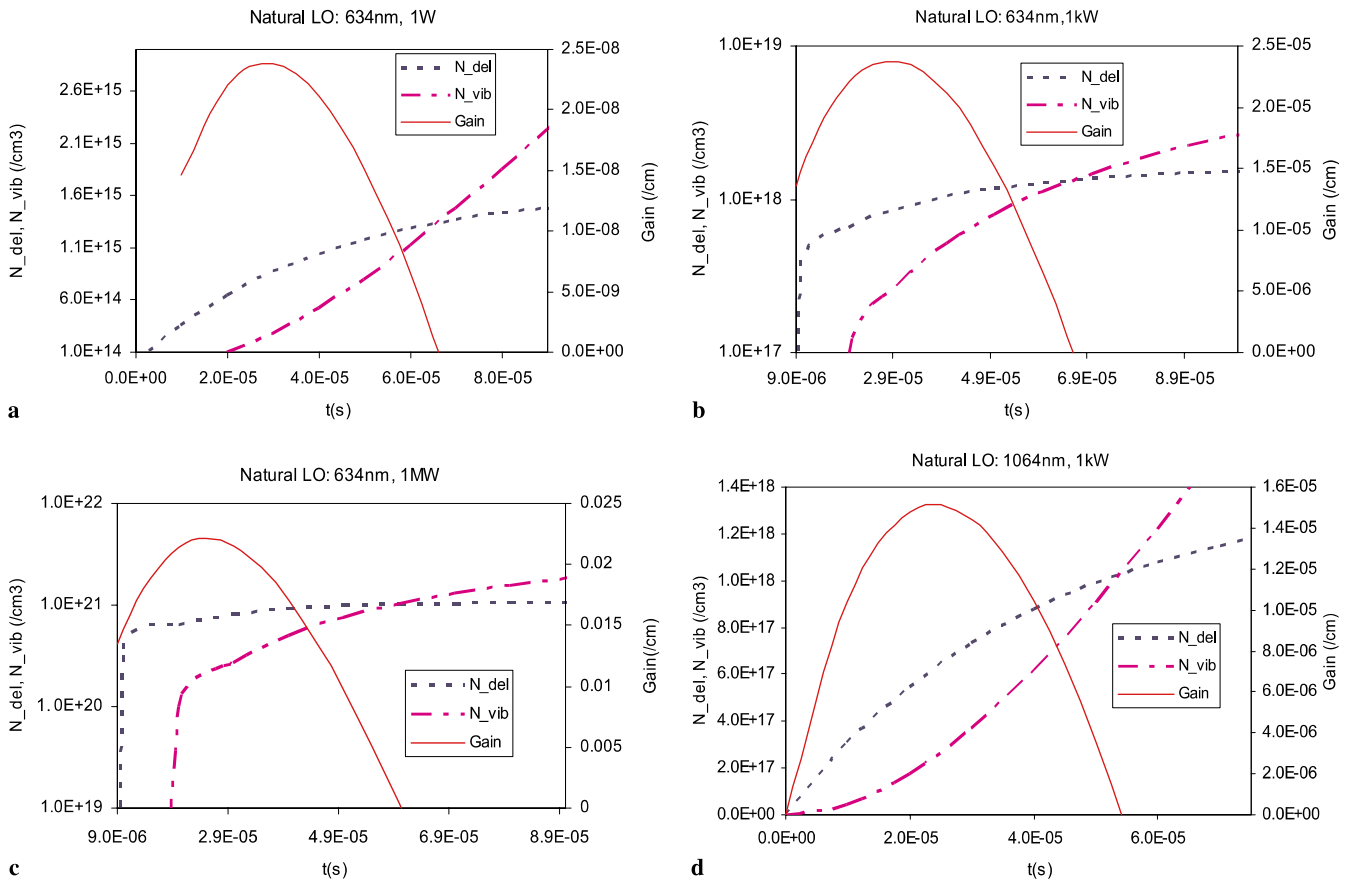 Natural LO: 634nm, 1W
2.6E+15
2.1E+15
1.6E+15
1.1E+15
6.0E+14
1.0E+14
N_del, N_vib (/cm3)
N_del
N_vib
Gain
2.5E-08
2.0E-08
1.5E-08
1.0E-08
5.0E-09
0.0E+00
Gain (/cm)
0.0E+00 2.0E-05 4.0E-05 6.0E-05 8.0E-05
t(s)
a
Natural LO: 634nm,1kW
1.0E+19
1.0E+18
1.0E+17
N_del, N_vib (/cm3)
N_del
N_vib
Gain
2.5E-05
2.0E-05
1.5E-05
1.0E-05
5.0E-06
0.0E+00
Gain (/cm)
9.0E-06 2.9E-05 4.9E-05 6.9E-05 8.9E-05
t(s)
b
Natural LO: 634nm, 1MW
1.0E+22
1.0E+21
1.0E+20
1.0E+19
N_del, N_vib (/cm3)
N_del
N_vib
Gain
0.025
0.02
0.015
0.01
0.005
0
Gain(/cm)
9.0E-06 2.9E-05 4.9E-05 6.9E-05 8.9E-05
t(s)
c
Natural LO: 1064nm, 1kW
1.4E+18
1.2E+18
1.0E+18
8.0E+17
6.0E+17
4.0E+17
2.0E+17
0.0E+00
N_del, N_vib (/cm3)
N_del
N_vib
Gain
1.6E-05
1.4E-05
1.2E-05
1.0E-05
8.0E-06
6.0E-06
4.0E-06
2.0E-06
0.0E+00
Gain (/cm)
0.0E+00 2.0E-05 4.0E-05 6.0E-05
t(s)
d